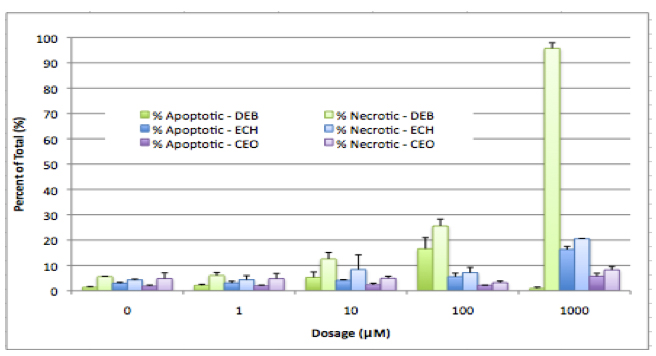 100
90
80
70
60
50
40
30
20
10
0
Percent of Total (%)
% Apoptotic - DEB % Necrotic - DEB
% Apoptotic - ECH % Necrotic - ECH
% Apoptotic - CEO % Necrotic - CEO
0 1 10 100 1000
Dosage (µM)